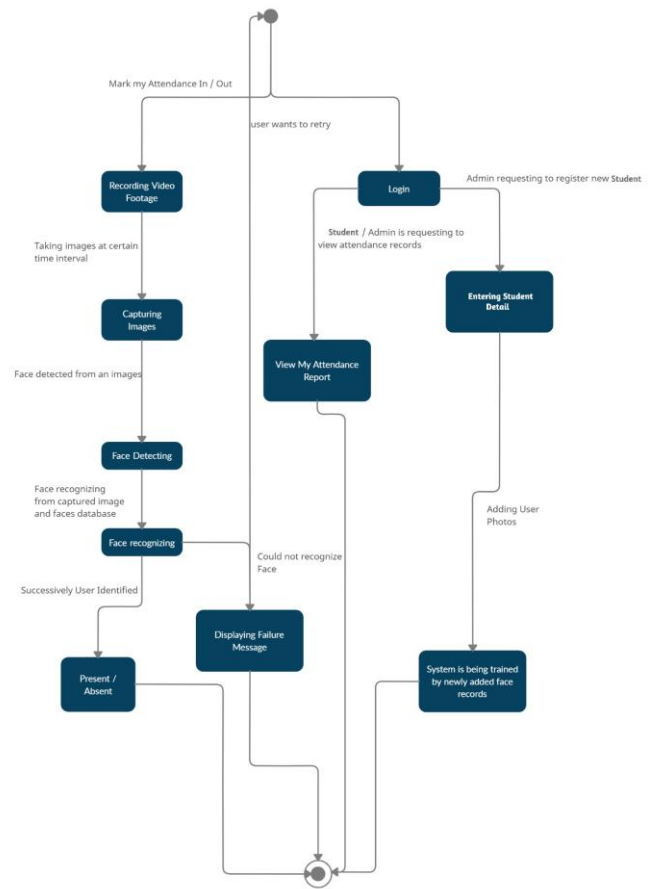 Mark my Attendance In / Out
user wants to retry
Recording Video
Footage
Login
Admin requesting to register new Student
Taking images at certain
time interval
Student / Admin is requesting to
view attendance records
Capturing
Images
Entering Student
Detail
View My Attendance
Report
Face detected from an images
Face Detecting
Face recognizing
from captured image
and faces database
Adding User
Photos
Face recognizing
Could not recognize
Face
Successively User Identified
Displaying Failure
Message
Present /
Absent
System is being trained
by newly added face
records